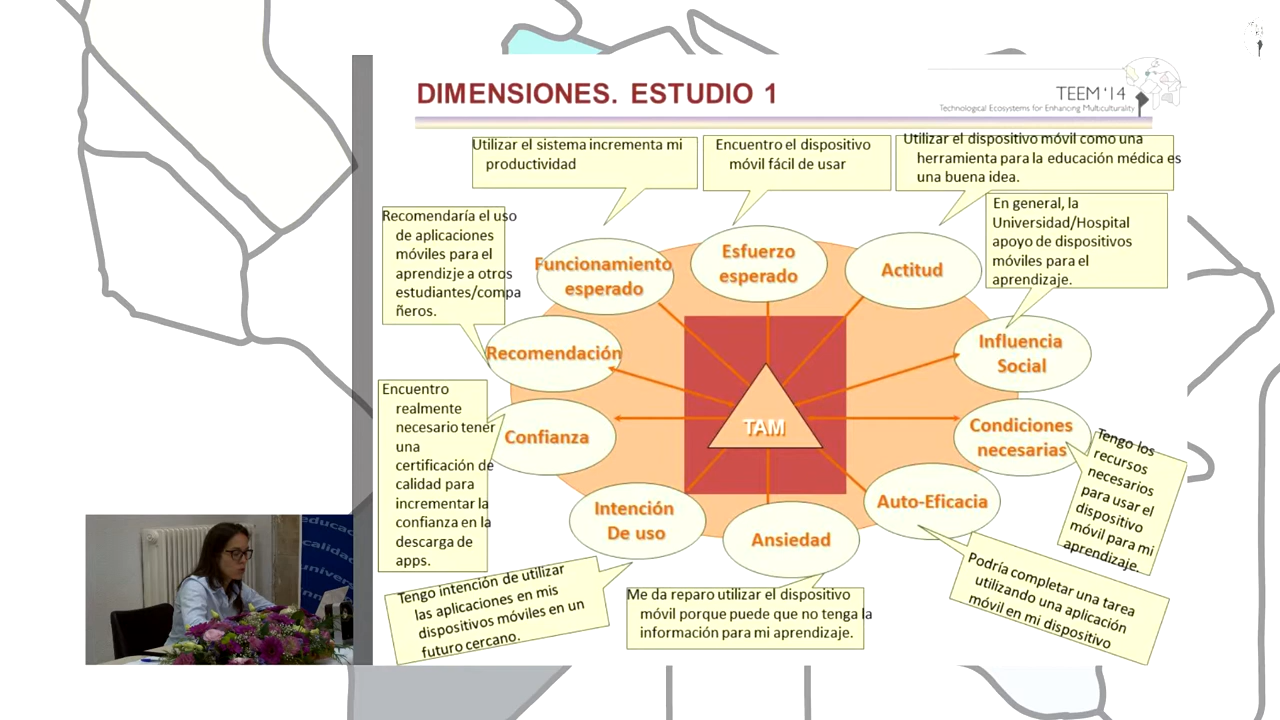 DIMENSIONES. ESTUDIO 1
TEEM '14
Technological Ecosystems for Enhancing Multiculturality
Utilizar el sistema incrementa mi
productividad
Encuentro el dispositivo
móvil fácil de usar
Utilizar el dispositivo móvil como una
herramienta para la educación médica es
una buena idea.
En general, la
Universidad/Hospital
apoyo de dispositivos
móviles para el
aprendizaje.
Recomendaría el uso
de aplicaciones
móviles para el
aprendizje a otros
estudiantes/compa
ñeros.
Funcionamiento
esperado
Esfuerzo
esperado
Actitud
Influencia
Social
Recomendación
Encuentro
realmente
necesario tener
una
certificación de
calidad para
incrementar la
confianza en la
descarga de
apps.
Confianza
TAM
Condiciones
necesarias
Tengo los
recursos
necesarios
para usar el
dispositivo
móvil para mi
aprendizaje.
Intención
De uso
Ansiedad
Auto-Eficacia
Tengo intención de utilizar
las aplicaciones en mis
dispositivos móviles en un
futuro cercano.
Me da reparo utilizar el dispositivo
móvil porque puede que no tenga la
información para mi aprendizaje.
Podría completar una tarea
utilizando una aplicación
móvil en mi dispositivo
educac
calidad
univer